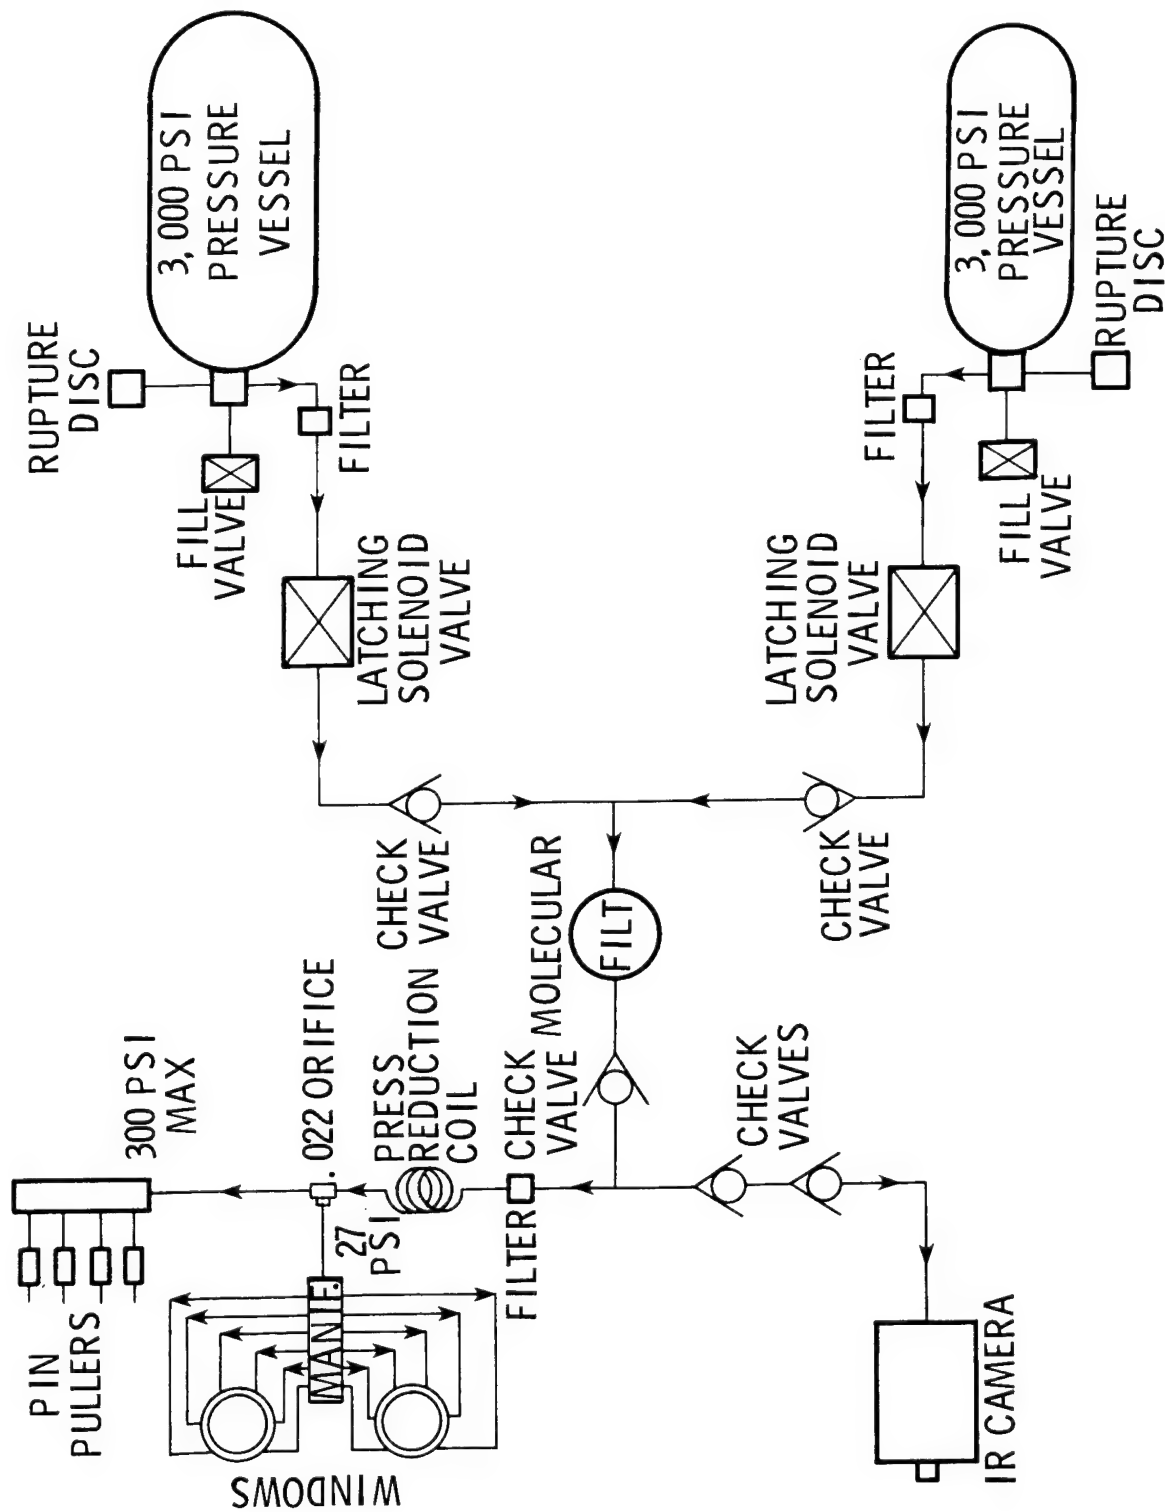 PIN
PULLERS
300 PSI
MAX
RUPTURE
DISC
FILL
VALVE
3,000 PSI
PRESSURE
VESSEL
FILTER
WINDOWS
MANIF.
27
PSI
.022 ORIFICE
PRESS
REDUCTION
COIL
CHECK
VALVE
LATCHING
SOLENOID
VALVE
FILTER
CHECK
VALVE
MOLECULAR
FILT
IR CAMERA
CHECK
VALVES
CHECK
VALVE
LATCHING
SOLENOID
VALVE
FILTER
FILL
VALVE
3,000 PSI
PRESSURE
VESSEL
RUPTURE
DISC